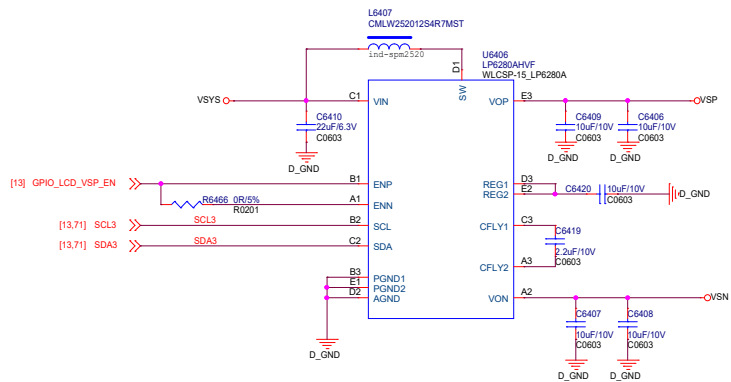 L6407
CMLW252012S4R7MST
ind-spm2520
U6406
LP6280AHVF
WLCSP-15_LP6280A
D1
SW
VSYS
C1
VIN
VOP
E3
VSP
C6410
22uF/6.3V
C0603
D_GND
C6409
10uF/10V
C0603
D_GND
C6406
10uF/10V
C0603
D_GND
[13] GPIO_LCD_VSP_EN
B1
ENP
R6466 0R/5%
R0201
A1
ENN
[13,71] SCL3
SCL3
B2
SCL
[13,71] SDA3
SDA3
C2
SDA
REG1
D3
REG2
E2
C6420
10uF/10V
C0603
D_GND
CFLY1
C3
C6419
2.2uF/10V
C0603
CFLY2
A3
B3
PGND1
E1
PGND2
D2
AGND
D_GND
VON
A2
VSN
C6407
10uF/10V
C0603
D_GND
C6408
10uF/10V
C0603
D_GND